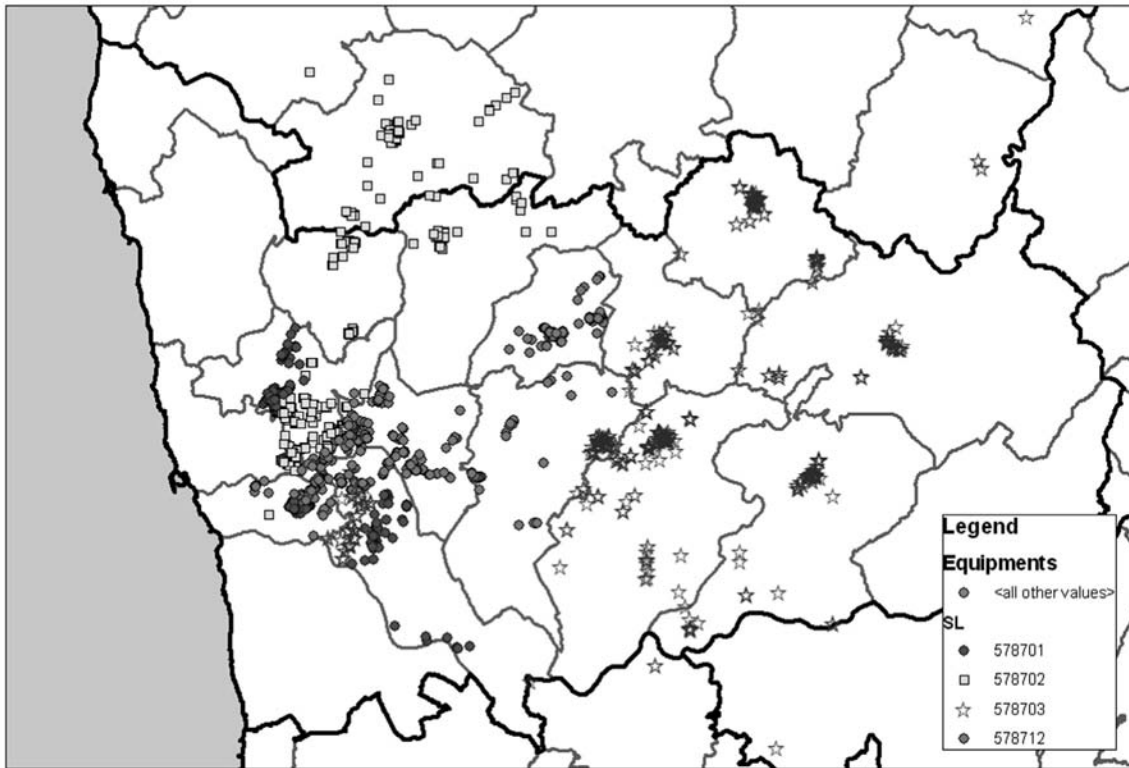 Legend
Equipments
<all other values>
SL
578701
578702
578703
578712